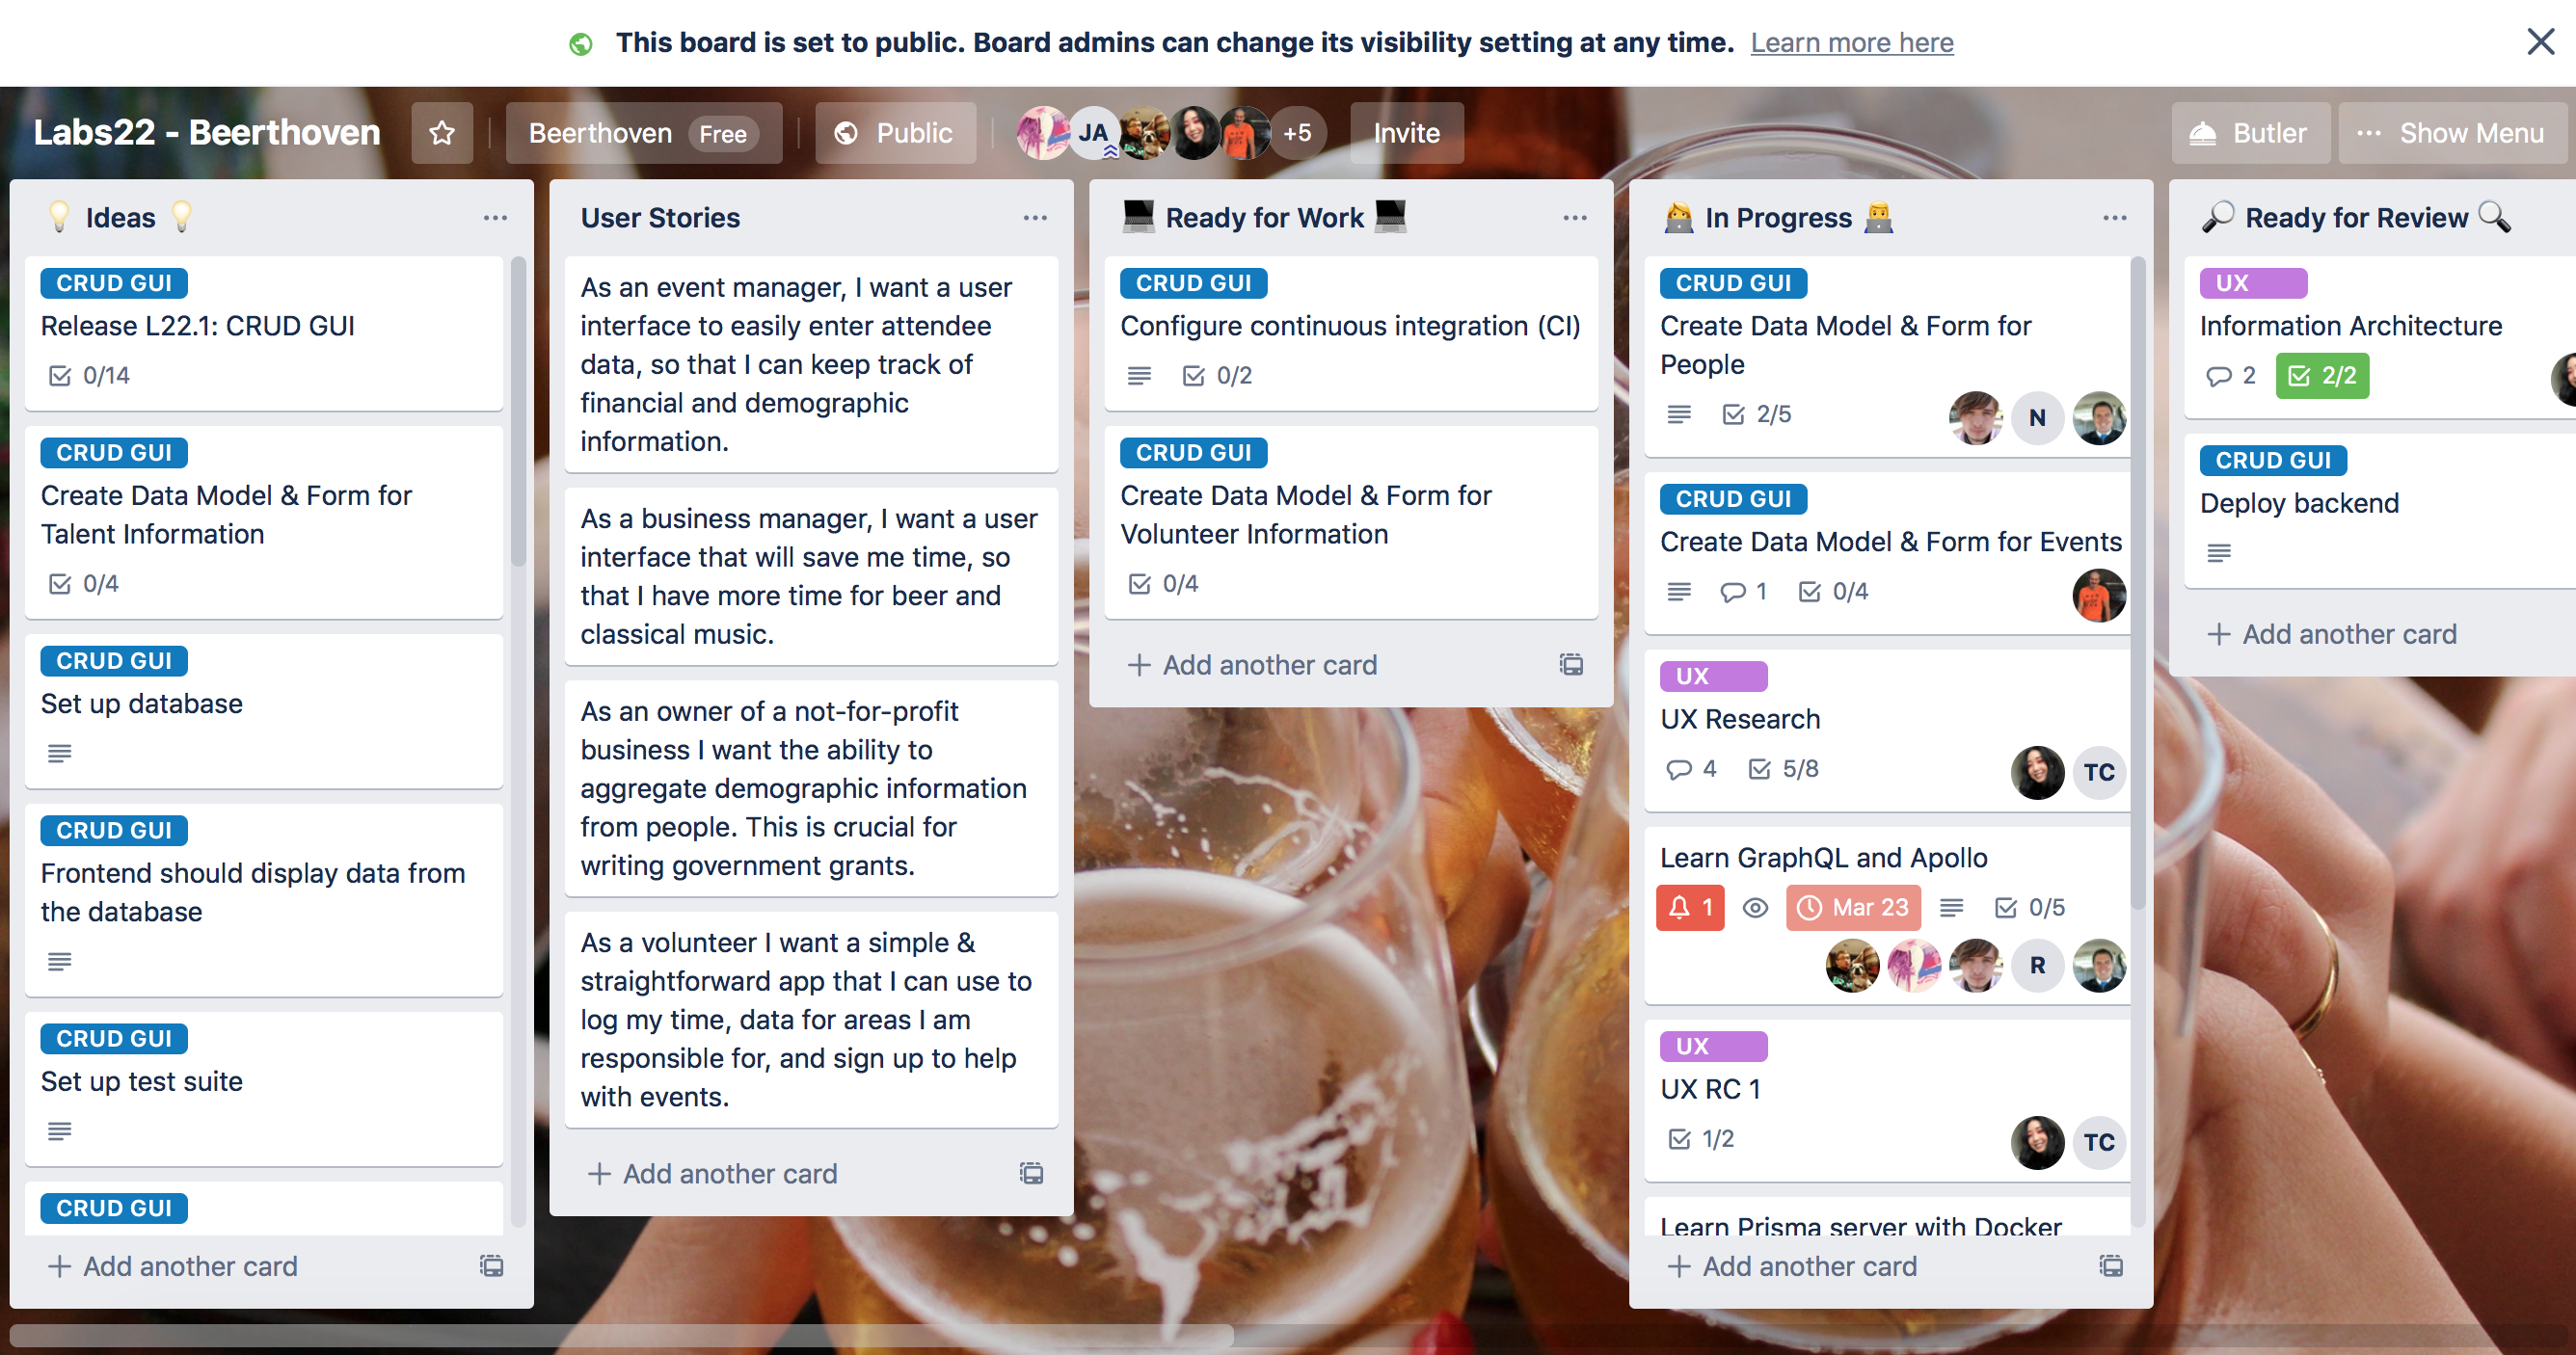 This board is set to public. Board admins can change its visibility setting at any time. Learn more here
Labs22 - Beerthoven
Beerthoven Free
Public
JA
+5
Invite
Butler
Show Menu
Ideas
CRUD GUI
Release L22.1: CRUD GUI
0/14
CRUD GUI
Create Data Model & Form for
Talent Information
0/4
CRUD GUI
Set up database
CRUD GUI
Frontend should display data from
the database
CRUD GUI
Set up test suite
CRUD GUI
+ Add another card
User Stories
As an event manager, I want a user
interface to easily enter attendee
data, so that I can keep track of
financial and demographic
information.
As a business manager, I want a user
interface that will save me time, so
that I have more time for beer and
classical music.
As an owner of a not-for-profit
business I want the ability to
aggregate demographic information
from people. This is crucial for
writing government grants.
As a volunteer I want a simple &
straightforward app that I can use to
log my time, data for areas I am
responsible for, and sign up to help
with events.
+ Add another card
Ready for Work
CRUD GUI
Configure continuous integration (CI)
0/2
CRUD GUI
Create Data Model & Form for
Volunteer Information
0/4
+ Add another card
In Progress
CRUD GUI
Create Data Model & Form for
People
2/5
N
CRUD GUI
Create Data Model & Form for Events
1 0/4
UX
UX Research
4 5/8
TC
Learn GraphQL and Apollo
1 Mar 23 0/5
R
UX
UX RC 1
1/2
TC
Learn Prisma server with Docker
+ Add another card
Ready for Review
UX
Information Architecture
2 2/2
CRUD GUI
Deploy backend
+ Add another card